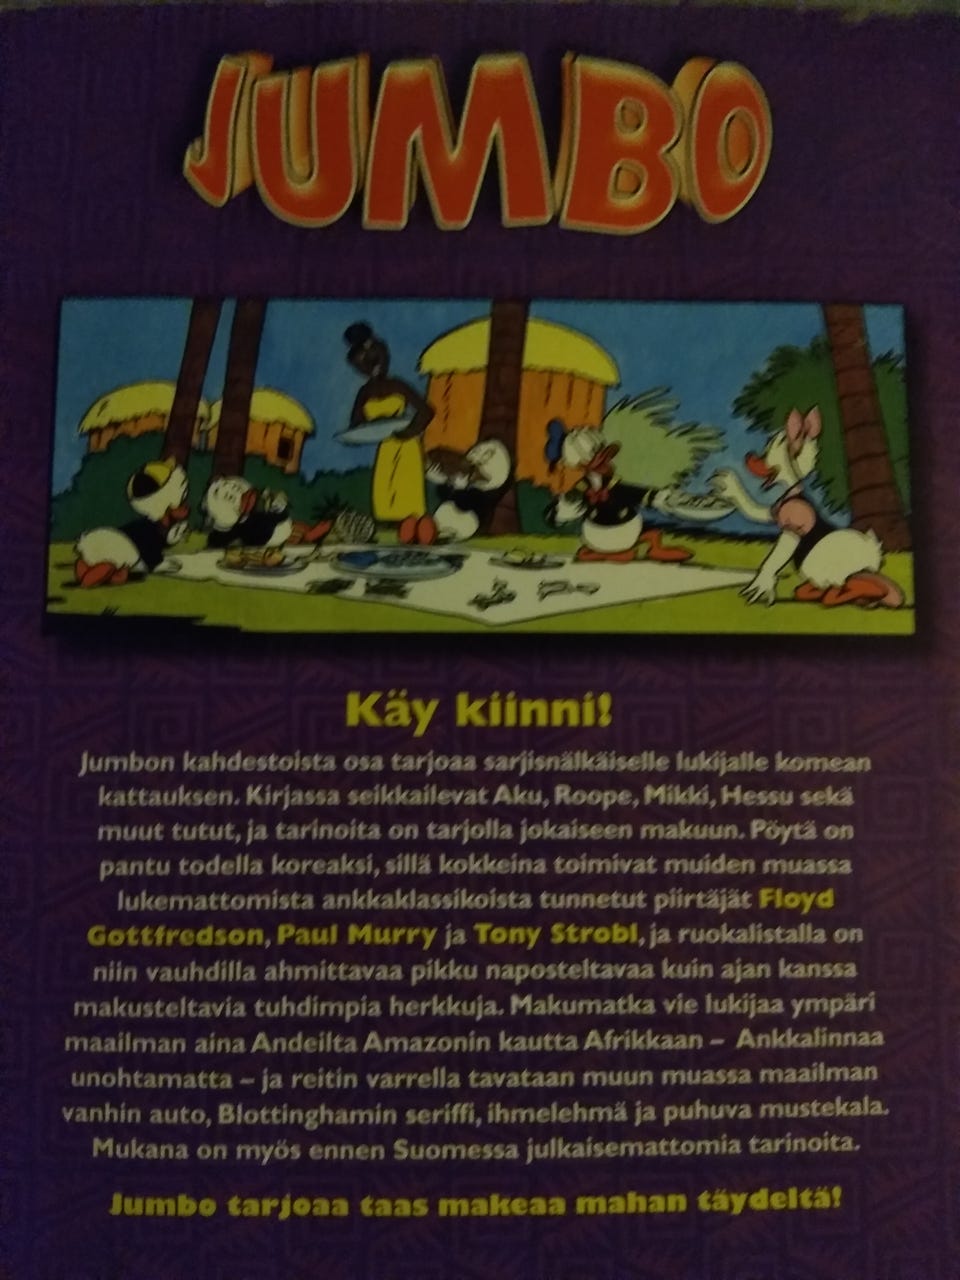 JUMBO
Käy kiinni!
Jumbon kahdestoista osa tarjoaa sarjisnälkäiselle lukijalle komean
kattauksen. Kirjassa seikkailevat Aku, Roope, Mikki, Hessu sekä
muut tutut, ja tarinoita on tarjolla jokaiseen makuun. Pöytä on
pantu todella koreaksi, sillä kokkeina toimivat muiden muassa
lukemattomista ankkaklassikoista tunnetut piirtäjät Floyd
Gottfredson, Paul Murry ja Tony Strobl, ja ruokalistalla on
niin vauhdilla ahmittavaa pikku naposteltavaa kuin ajan kanssa
makusteltavia tuhdimpia herkkuja. Makumatka vie lukijaa ympäri
maailman aina Andeilta Amazonin kautta Afrikkaan – Ankkalinnaa
unohtamatta – ja reitin varrella tavataan muun muassa maailman
vanhin auto, Blottinghamin seriffi, ihmelehmä ja puhuva mustekala.
Mukana on myös ennen Suomessa julkaisemattomia tarinoita.
Jumbo tarjoaa taas makeaa mahan täydeltä!